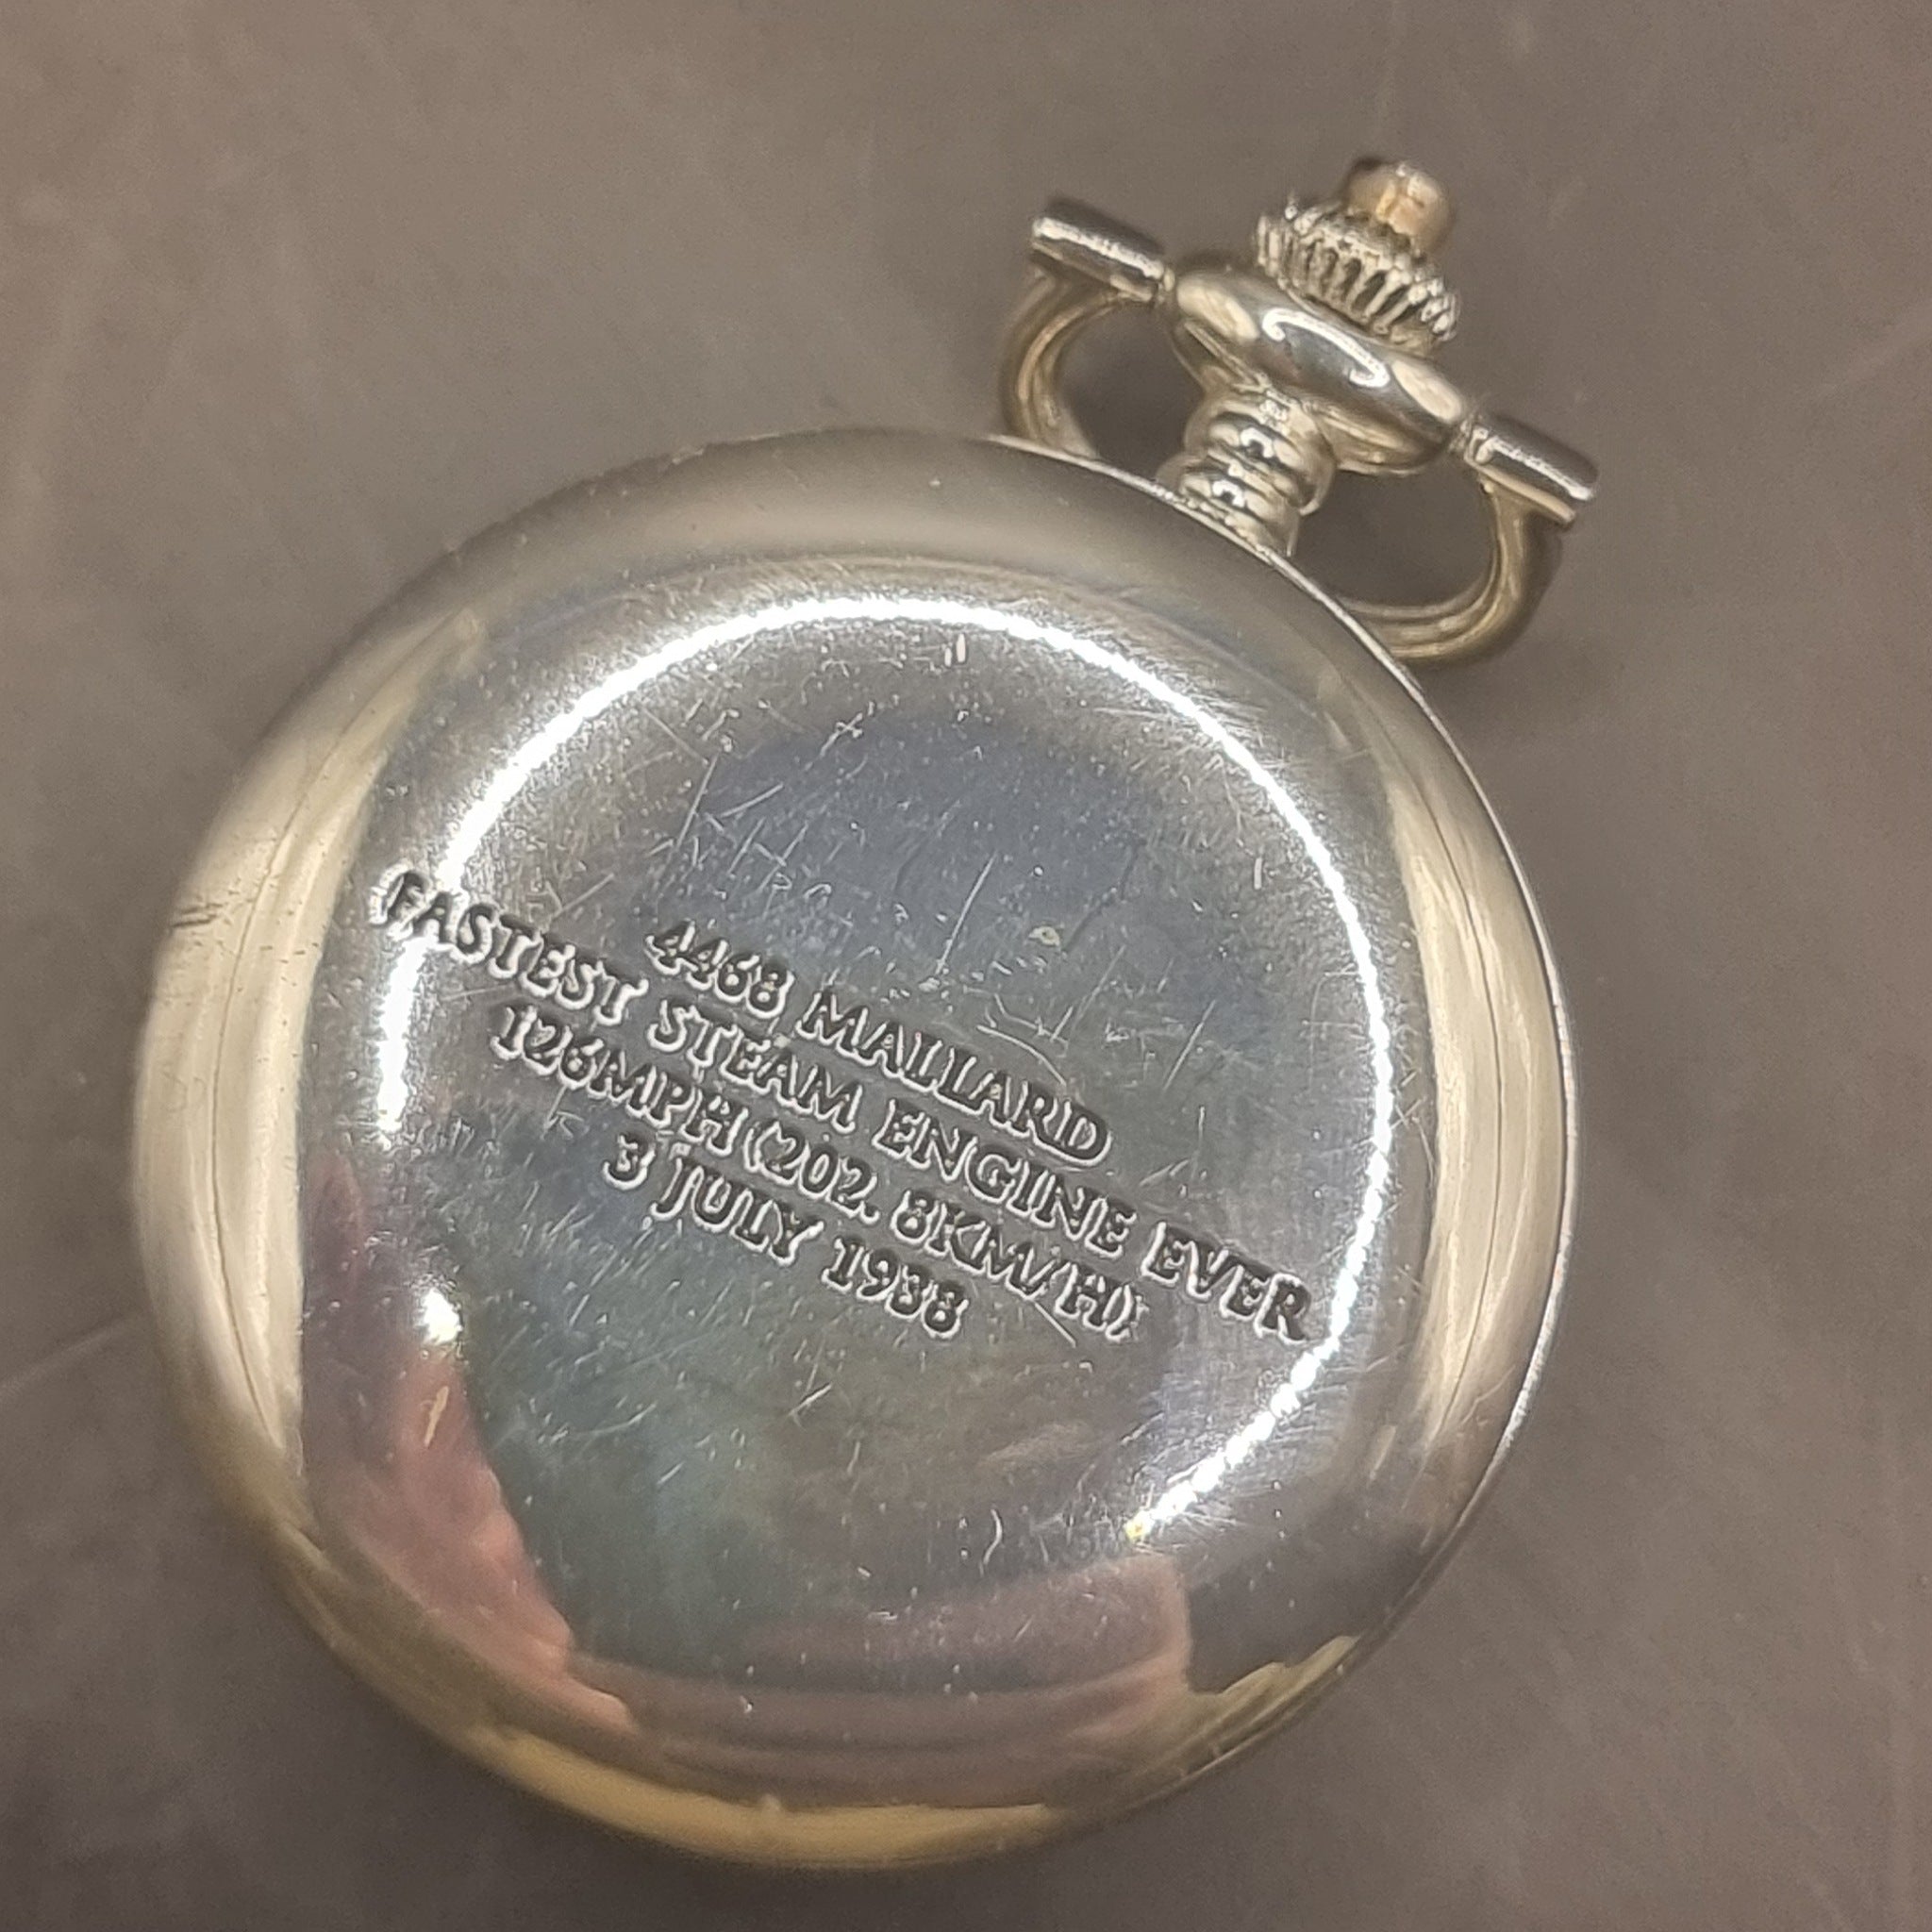 4468 MALLARD
FASTEST STEAM ENGINE EVER
126MPH (202. 8KM/H)
3 JULY 1938